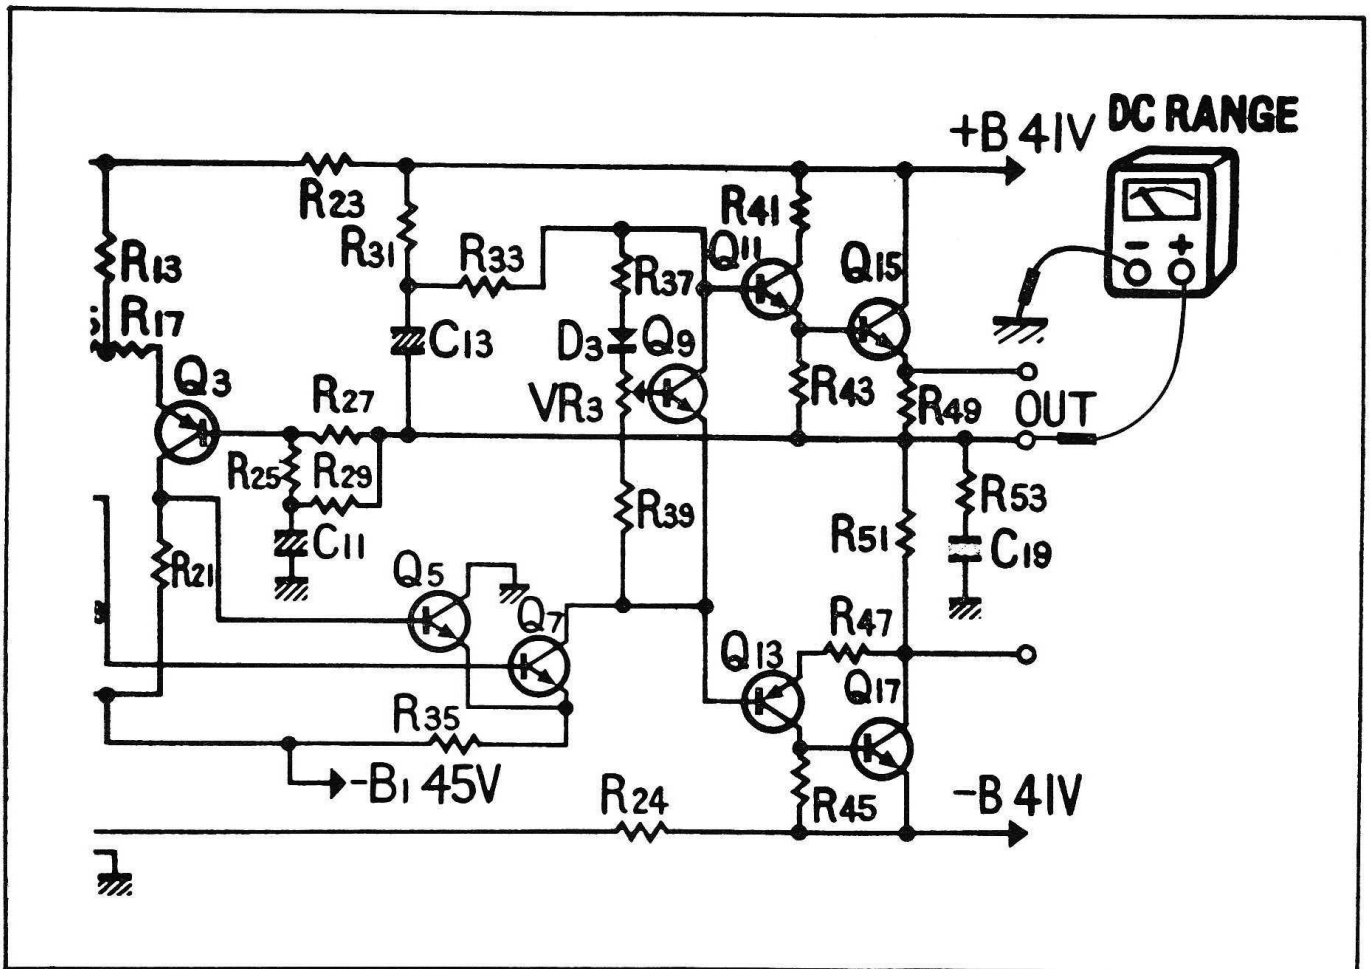 +B 41V
DC RANGE
R23
R41
R31
R13
R33
R37
Q11
Q15
- +
R17
C13
D3
Q9
Q3
R27
VR3
R43
R49
OUT
R25
R29
R39
R53
R51
C11
C19
R21
Q5
Q7
R47
Q13
Q17
R35
-B1 45V
R24
R45
-B 41V